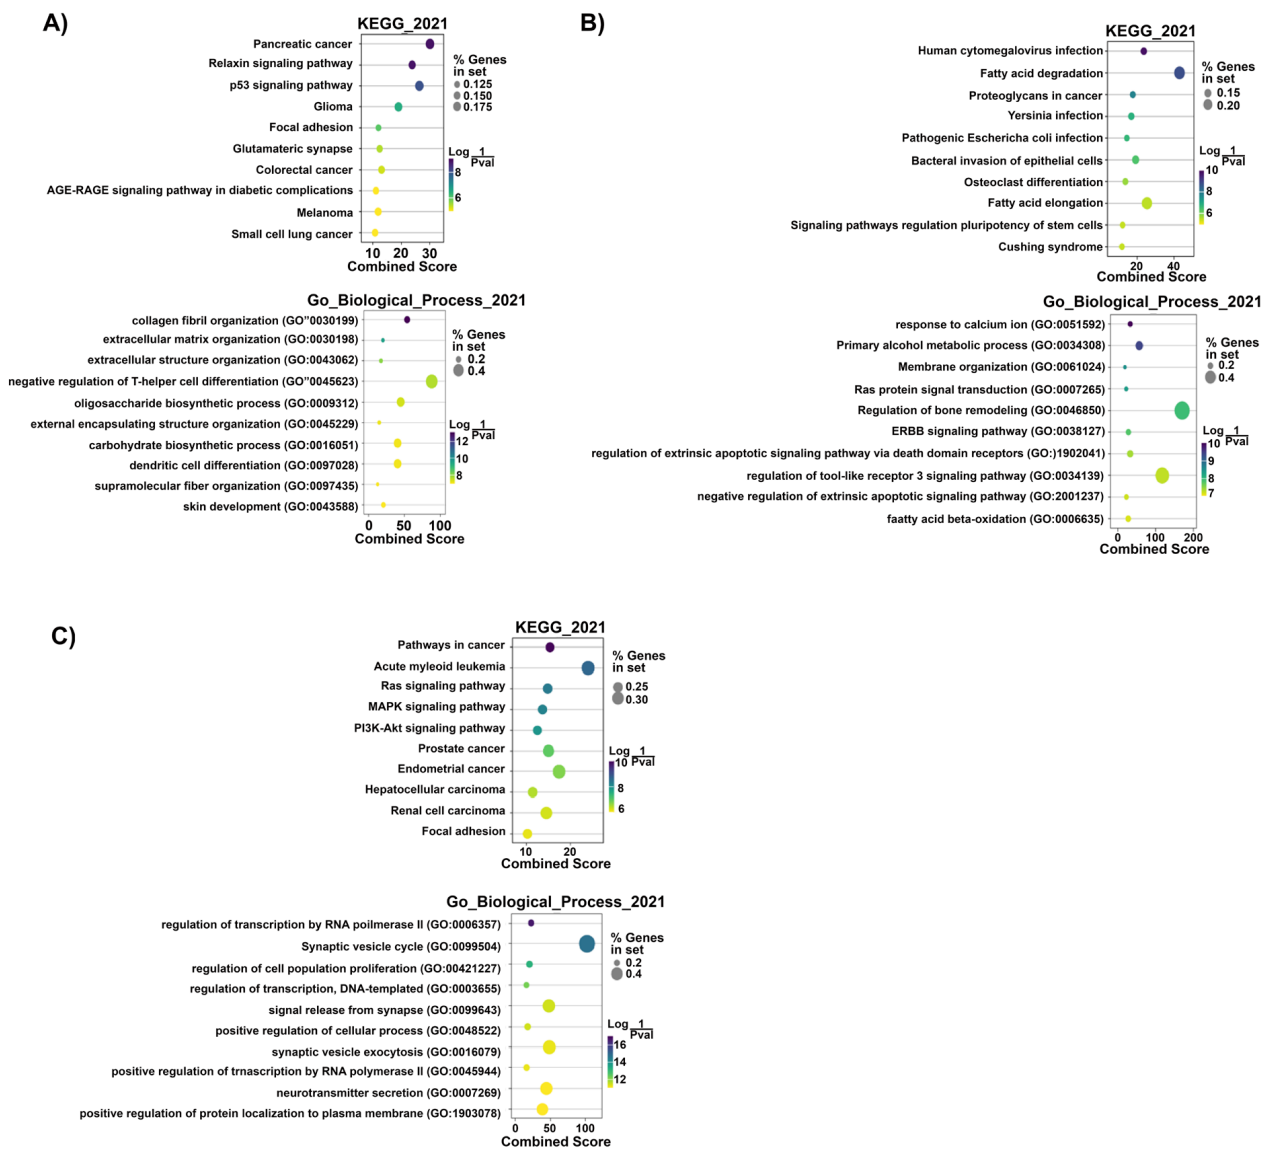 A)
KEGG_2021
Pancreatic cancer
Relaxin signaling pathway
p53 signaling pathway
Glioma
Focal adhesion
Glutamateric synapse
Colorectal cancer
AGE-RAGE signaling pathway in diabetic complications
Melanoma
Small cell lung cancer
10 20 30
Combined Score
% Genes
in set
0.125
0.150
0.175
Log 1
Pval
8
6
Go_Biological_Process_2021
collagen fibril organization (GO"0030199)
extracellular matrix organization (GO:0030198)
extracellular structure organization (GO:0043062)
negative regulation of T-helper cell differentiation (GO"0045623)
oligosaccharide biosynthetic process (GO:0009312)
external encapsulating structure organization (GO:0045229)
carbohydrate biosynthetic process (GO:0016051)
dendritic cell differentiation (GO:0097028)
supramolecular fiber organization (GO:0097435)
skin development (GO:0043588)
0 50 100
Combined Score
% Genes
in set
0.2
0.4
Log 1
Pval
12
10
8
B)
KEGG_2021
Human cytomegalovirus infection
Fatty acid degradation
Proteoglycans in cancer
Yersinia infection
Pathogenic Eschericha coli infection
Bacteral invasion of epithelial cells
Osteoclast differentiation
Fatty acid elongation
Signaling pathways regulation pluripotency of stem cells
Cushing syndrome
20 40
Combined Score
% Genes
in set
0.15
0.20
Log 1
Pval
10
8
6
Go_Biological_Process_2021
response to calcium ion (GO:0051592)
Primary alcohol metabolic process (GO:0034308)
Membrane organization (GO:0061024)
Ras protein signal transduction (GO:0007265)
Regulation of bone remodeling (GO:0046850)
ERBB signaling pathway (GO:0038127)
regulation of extrinsic apoptotic signaling pathway via death domain receptors (GO:)1902041)
regulation of tool-like receptor 3 signaling pathway (GO:0034139)
negative regulation of extrinsic apoptotic signaling pathway (GO:2001237)
faatty acid beta-oxidation (GO:0006635)
0 100 200
Combined Score
% Genes
in set
0.2
0.4
Log 1
Pval
10
9
8
7
C)
KEGG_2021
Pathways in cancer
Acute myleoid leukemia
Ras signaling pathway
MAPK signaling pathway
PI3K-Akt signaling pathway
Prostate cancer
Endometrial cancer
Hepatocellular carcinoma
Renal cell carcinoma
Focal adhesion
10 20
Combined Score
% Genes
in set
0.25
0.30
Log 1
Pval
10
8
6
Go_Biological_Process_2021
regulation of transcription by RNA poilmerase II (GO:0006357)
Synaptic vesicle cycle (GO:0099504)
regulation of cell population proliferation (GO:00421227)
regulation of transcription, DNA-templated (GO:0003655)
signal release from synapse (GO:0099643)
positive regulation of cellular process (GO:0048522)
synaptic vesicle exocytosis (GO:0016079)
positive regulation of trnascription by RNA polymerase II (GO:0045944)
neurotransmitter secretion (GO:0007269)
positive regulation of protein localization to plasma membrane (GO:1903078)
0 50 100
Combined Score
% Genes
in set
0.2
0.4
Log 1
Pval
16
14
12